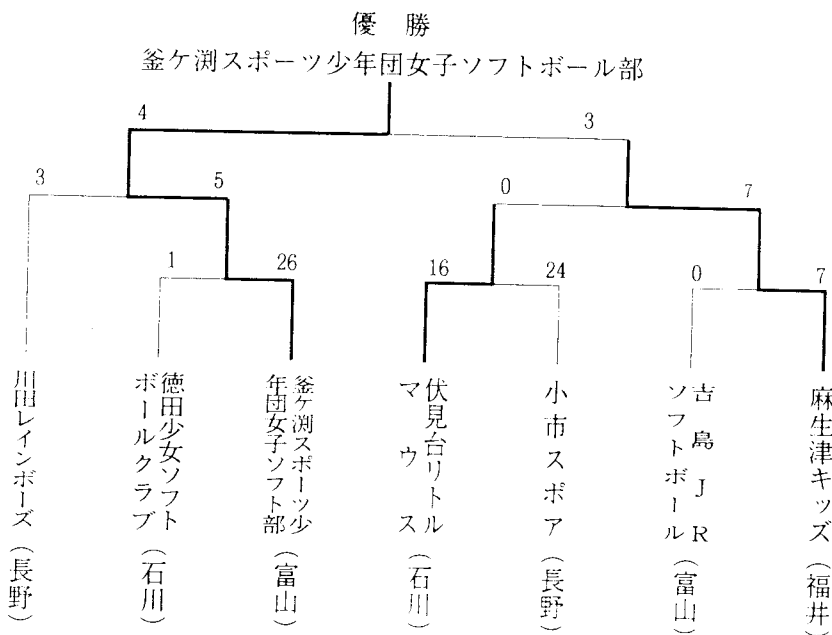 優勝
釜ケ渕スポーツ少年団女子ソフトボール部
4
3
3
5
0
7
1
26
16
24
0
7
川田レインボーズ(長野)
徳田少女ソフト
ボールクラブ
(石川)
釜ケ渕スポーツ少
年団女子ソフト部
(富山)
伏見台リトル
マウス
(石川)
小市スポア(長野)
吉島JR
ソフトボール
(富山)
麻生津キッズ(福井)